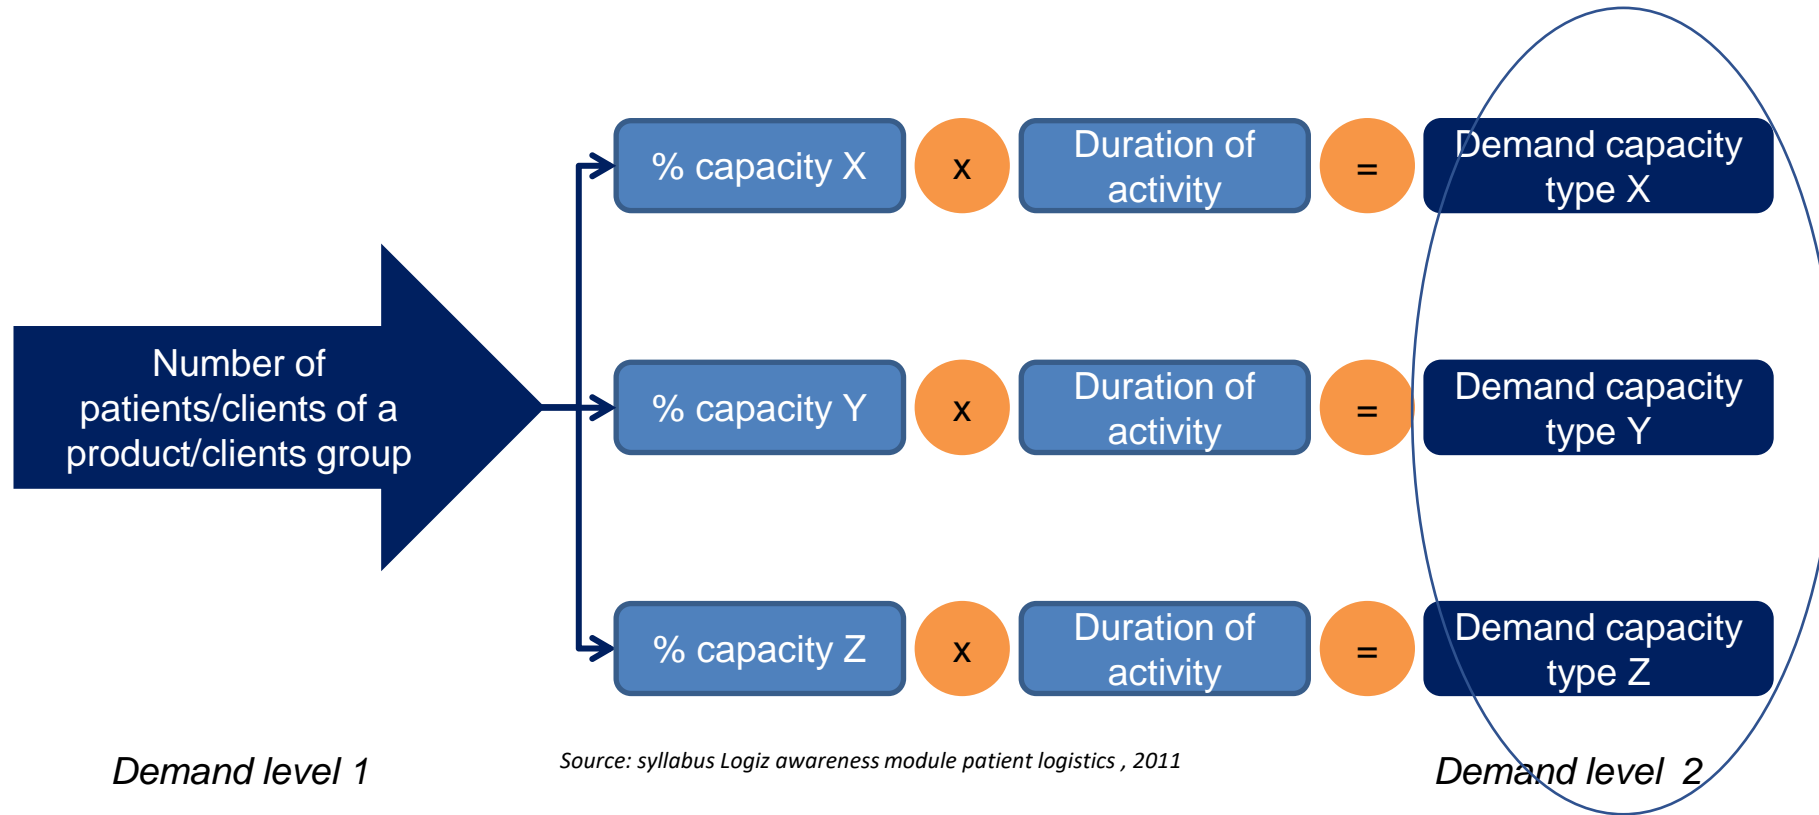 Number of
patients/clients of a
product/clients group
% capacity X
x
Duration of
activity
=
Demand capacity
type X
% capacity Y
x
Duration of
activity
=
Demand capacity
type Y
% capacity Z
x
Duration of
activity
=
Demand capacity
type Z
Demand level 1
Source: syllabus Logiz awareness module patient logistics , 2011
Demand level  2